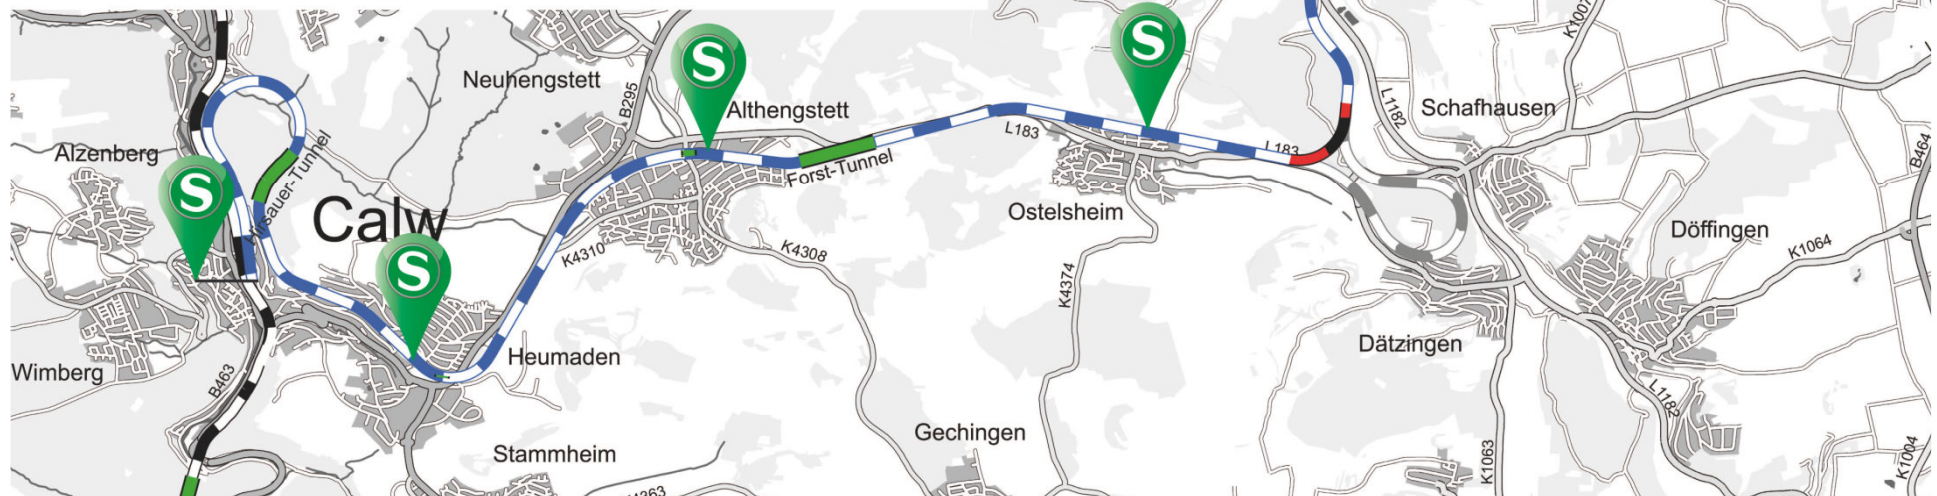 S
K1007
S
Neuhengstett
B295
Althengstett
L1182
Schafhausen
L183
L183
B464
Alzenberg
Forst-Tunnel
Hirsauer-Tunnel
S
Calw
Ostelsheim
Döffingen
K4310
K4308
K1064
S
K4374
Heumaden
Dätzingen
Wimberg
B463
L1182
Gechingen
Stammheim
K1063
K1004